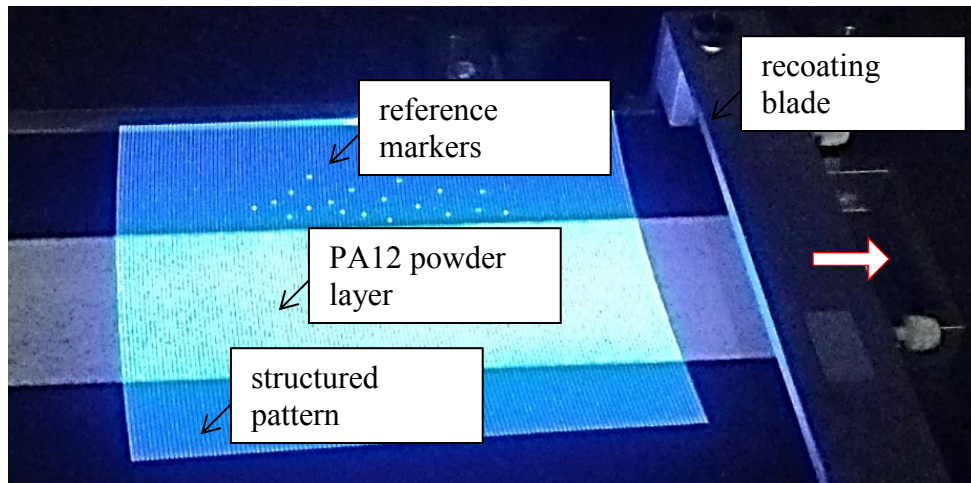 recoating
blade
reference
markers
PA12 powder
layer
structured
pattern